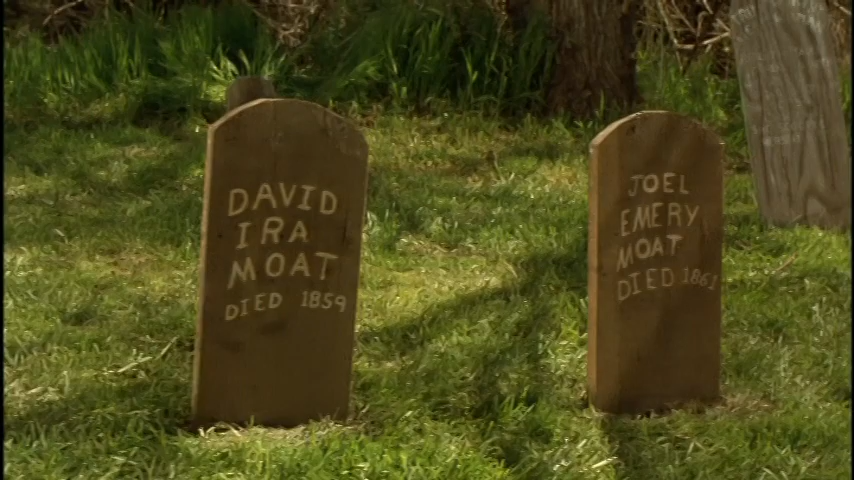 DAVID
IRA
MOAT
DIED 1859
JOEL
EMERY
MOAT
DIED 1861